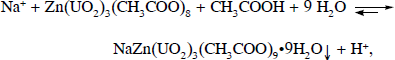 Na⁺ + Zn(UO₂)₃(CH₃COO)₈ + CH₃COOH + 9 H₂O ⇌
NaZn(UO₂)₃(CH₃COO)₉•9H₂O↓ + H⁺,